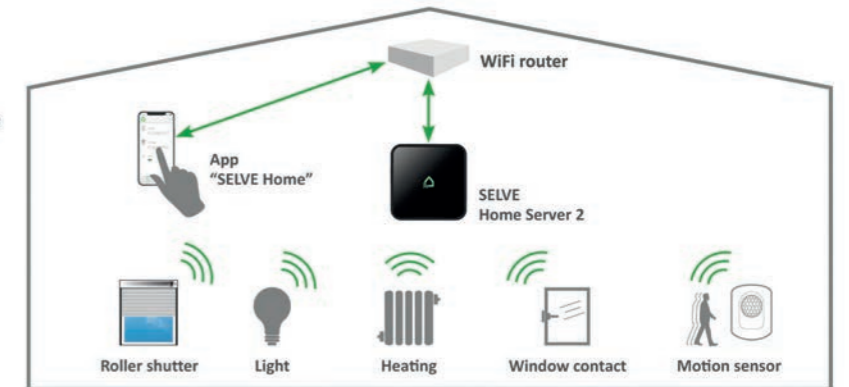 WiFi router
App
“SELVE Home”
SELVE
Home Server 2
Roller shutter
Light
Heating
Window contact
Motion sensor